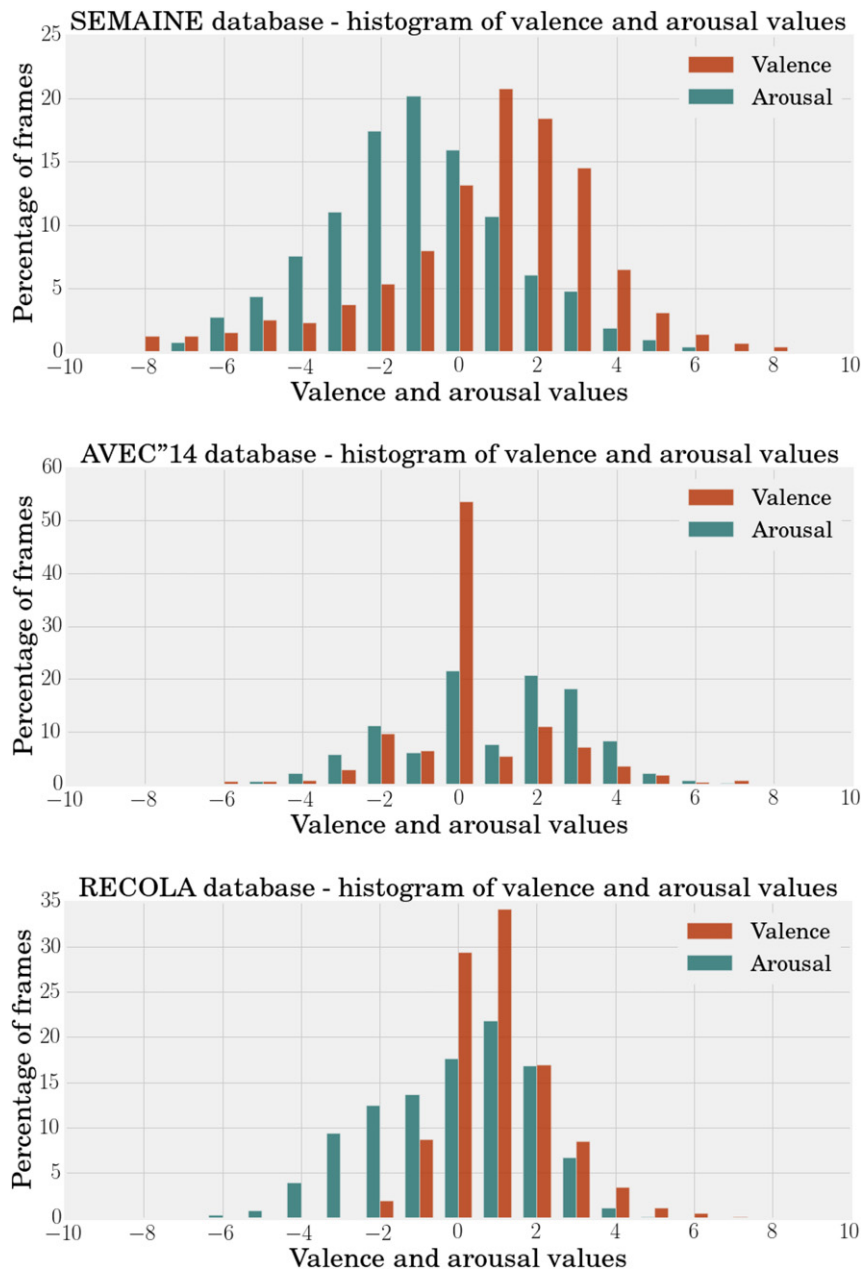 SEMAINE database - histogram of valence and arousal values
25
20
15
10
5
0
Percentage of frames
Valence
Arousal
−10 −8 −6 −4 −2 0 2 4 6 8 10
Valence and arousal values
AVEC”14 database - histogram of valence and arousal values
60
50
40
30
20
10
0
Percentage of frames
Valence
Arousal
−10 −8 −6 −4 −2 0 2 4 6 8 10
Valence and arousal values
RECOLA database - histogram of valence and arousal values
35
30
25
20
15
10
5
0
Percentage of frames
Valence
Arousal
−10 −8 −6 −4 −2 0 2 4 6 8 10
Valence and arousal values